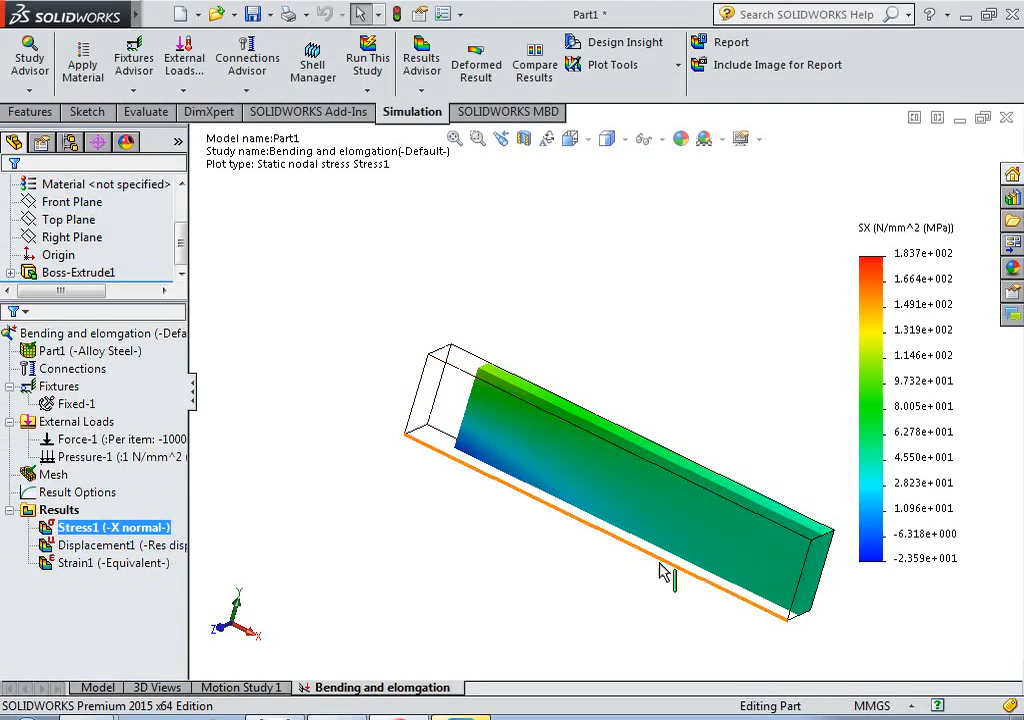 SOLIDWORKS
Part1 *
Search SOLIDWORKS Help
Study Advisor
Apply Material
Fixtures Advisor
External Loads...
Connections Advisor
Shell Manager
Run This Study
Results Advisor
Deformed Result
Compare Results
Design Insight
Plot Tools
Report
Include Image for Report
Features
Sketch
Evaluate
DimXpert
SOLIDWORKS Add-Ins
Simulation
SOLIDWORKS MBD
Model name:Part1
Study name:Bending and elomgation(-Default-)
Plot type: Static nodal stress Stress1
Material <not specified>
Front Plane
Top Plane
Right Plane
Origin
Boss-Extrude1
Bending and elomgation (-Defa
Part1 (-Alloy Steel-)
Connections
Fixtures
Fixed-1
External Loads
Force-1 (:Per item: -1000
Pressure-1 (:1 N/mm^2 (
Mesh
Result Options
Results
Stress1 (-X normal-)
Displacement1 (-Res disp
Strain1 (-Equivalent-)
SX (N/mm^2 (MPa))
1.837e+002
1.664e+002
1.491e+002
1.319e+002
1.146e+002
9.732e+001
8.005e+001
6.278e+001
4.550e+001
2.823e+001
1.096e+001
-6.318e+000
-2.359e+001
Y
Z
X
Model
3D Views
Motion Study 1
Bending and elomgation
SOLIDWORKS Premium 2015 x64 Edition
Editing Part
MMGS